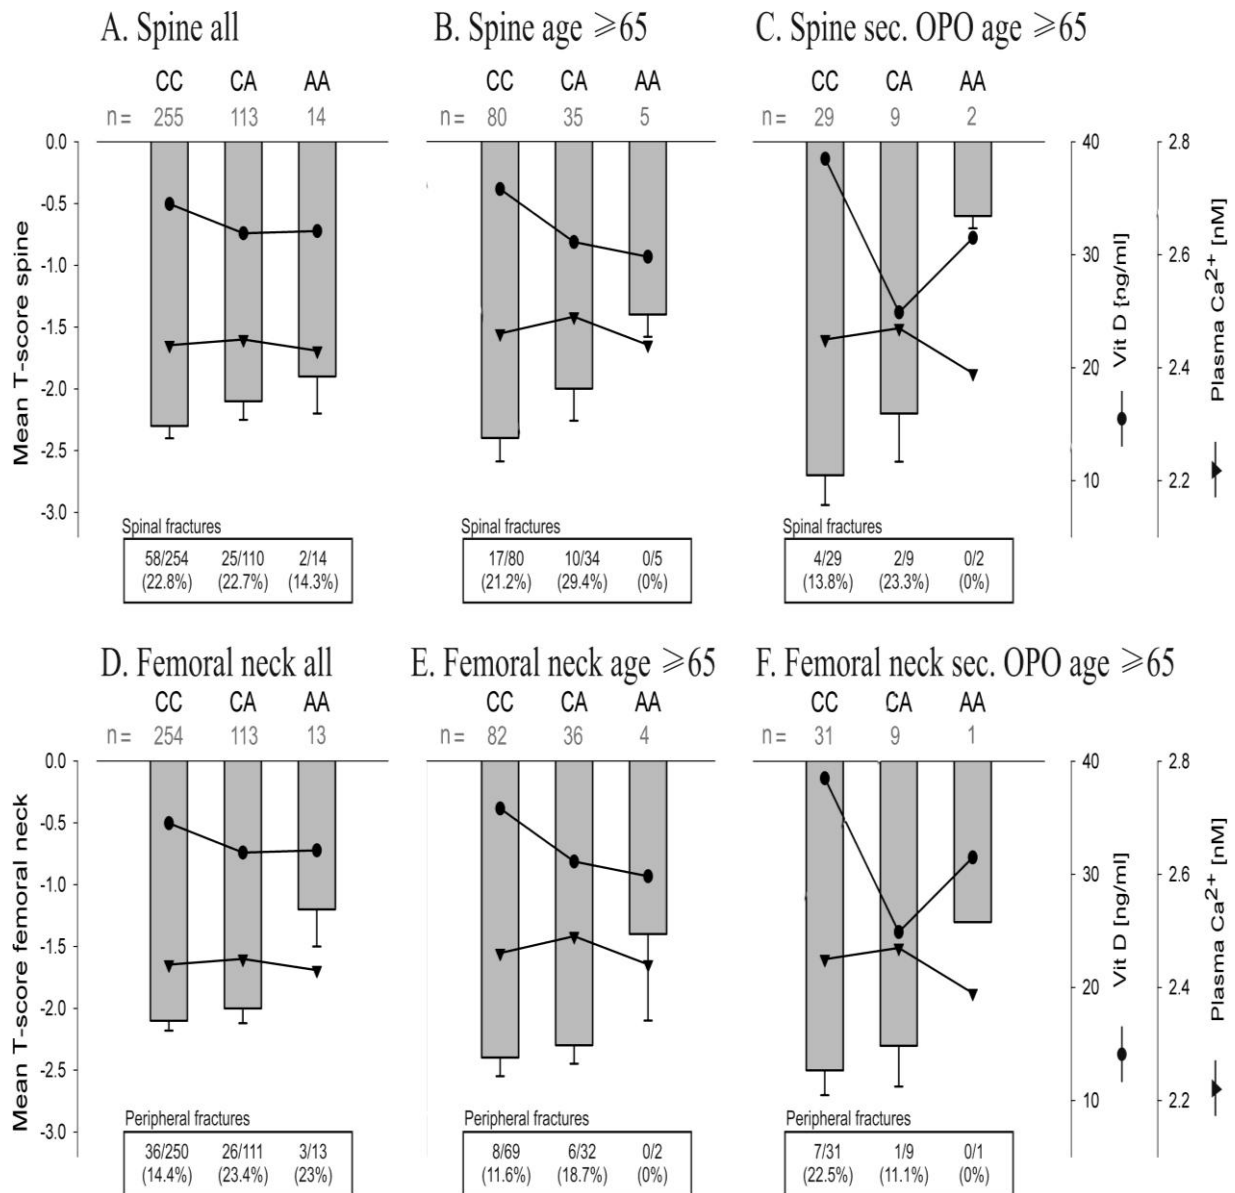 A. Spine all
B. Spine age ⩾65
C. Spine sec. OPO age ⩾65
CC CA AA
CC CA AA
CC CA AA
n = 255 113 14
n = 80 35 5
n = 29 9 2
Mean T-score spine
0.0
-0.5
-1.0
-1.5
-2.0
-2.5
-3.0
40
30
20
10
Vit D [ng/ml]
2.8
2.6
2.4
2.2
Plasma Ca²⁺ [nM]
Spinal fractures
58/254 25/110 2/14
(22.8%) (22.7%) (14.3%)
Spinal fractures
17/80 10/34 0/5
(21.2%) (29.4%) (0%)
Spinal fractures
4/29 2/9 0/2
(13.8%) (23.3%) (0%)
D. Femoral neck all
E. Femoral neck age ⩾65
F. Femoral neck sec. OPO age ⩾65
CC CA AA
CC CA AA
CC CA AA
n = 254 113 13
n = 82 36 4
n = 31 9 1
Mean T-score femoral neck
0.0
-0.5
-1.0
-1.5
-2.0
-2.5
-3.0
40
30
20
10
Vit D [ng/ml]
2.8
2.6
2.4
2.2
Plasma Ca²⁺ [nM]
Peripheral fractures
36/250 26/111 3/13
(14.4%) (23.4%) (23%)
Peripheral fractures
8/69 6/32 0/2
(11.6%) (18.7%) (0%)
Peripheral fractures
7/31 1/9 0/1
(22.5%) (11.1%) (0%)